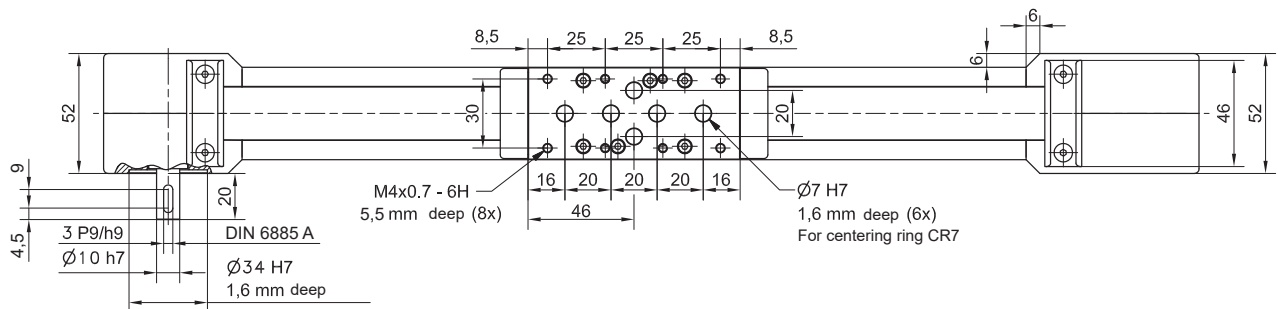 8,5 25 25 25 8,5
6
6
52
30
20
46
52
9
4,5
20
M4x0.7 - 6H
5,5 mm deep (8x)
16 20 20 20 16
46
Ø7 H7
1,6 mm deep (6x)
For centering ring CR7
3 P9/h9 DIN 6885 A
Ø10 h7
Ø34 H7
1,6 mm deep